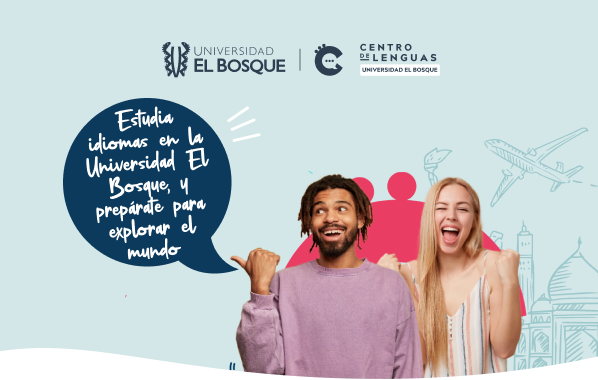 UNIVERSIDAD
EL BOSQUE
CENTRO
DE LENGUAS
UNIVERSIDAD EL BOSQUE
Estudia
idiomas en la
Universidad El
Bosque, y
prepárate para
explorar el
mundo